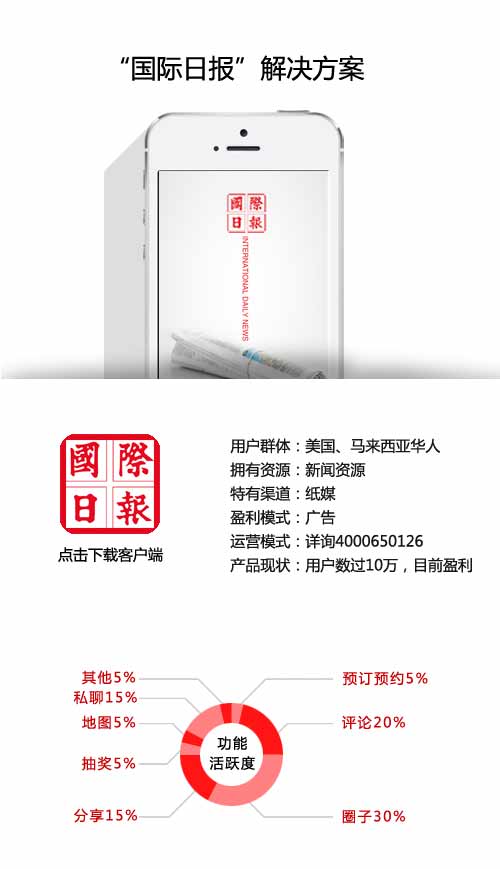 “国际日报”解决方案
國際
日報
INTERNATIONAL DAILY NEWS
國際
日報
点击下载客户端
用户群体：美国、马来西亚华人
拥有资源：新闻资源
特有渠道：纸媒
盈利模式：广告
运营模式：详询4000650126
产品现状：用户数过10万，目前盈利
其他5%
私聊15%
地图5%
抽奖5%
分享15%
功能
活跃度
预订预约5%
评论20%
圈子30%